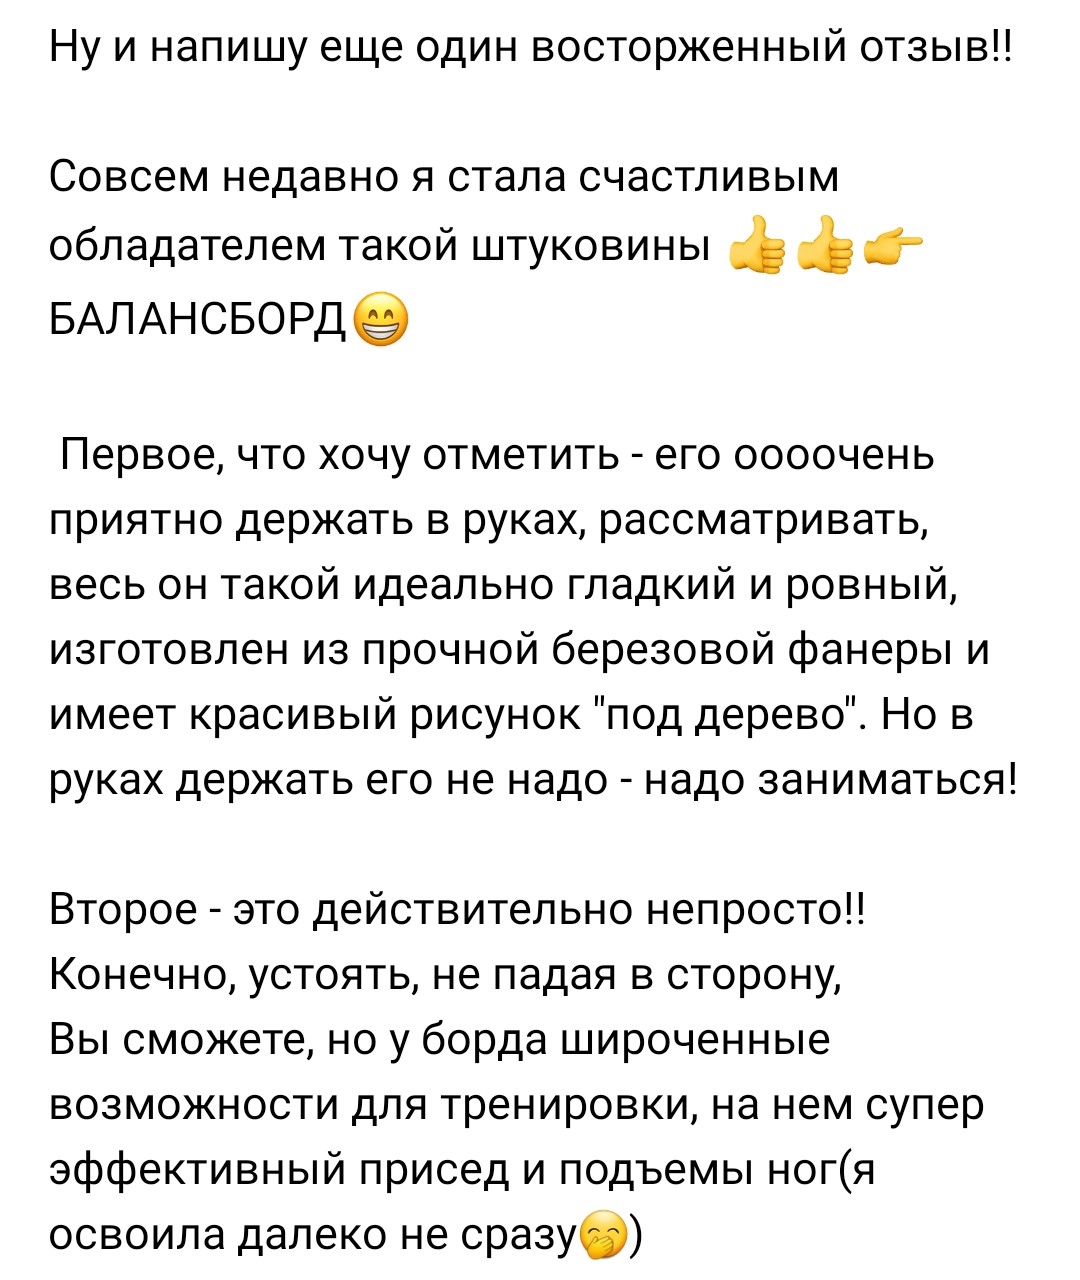 Ну и напишу еще один восторженный отзыв!!
Совсем недавно я стала счастливым
обладателем такой штуковины 👍👍👉
БАЛАНСБОРД😁
Первое, что хочу отметить - его оооочень
приятно держать в руках, рассматривать,
весь он такой идеально гладкий и ровный,
изготовлен из прочной березовой фанеры и
имеет красивый рисунок "под дерево". Но в
руках держать его не надо - надо заниматься!
Второе - это действительно непросто!!
Конечно, устоять, не падая в сторону,
Вы сможете, но у борда широченные
возможности для тренировки, на нем супер
эффективный присед и подъемы ног(я
освоила далеко не сразу🤭)